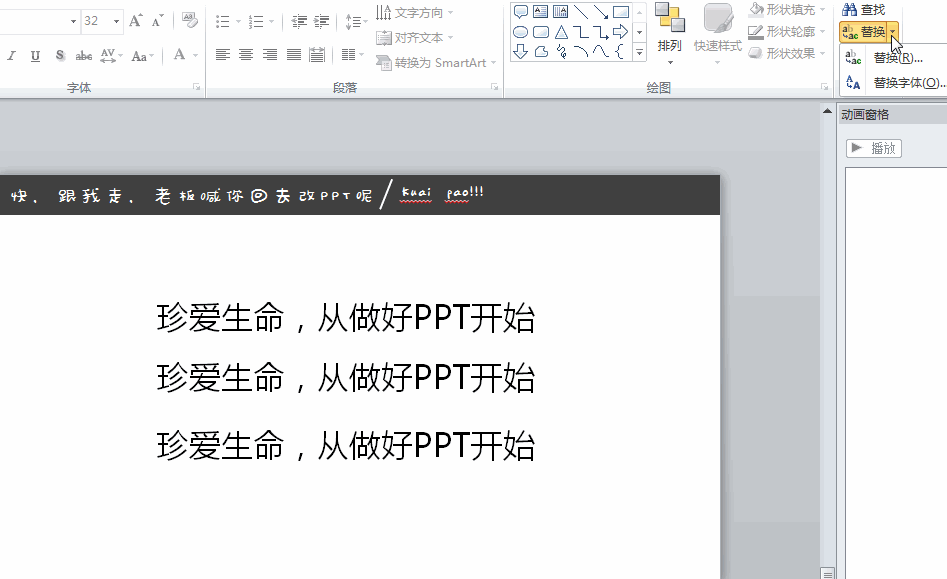 32 A A
文字方向
查找
形状填充
替换
I U S abc AV Aa A
对齐文本
形状轮廓
排列 快速样式
转换为 SmartArt
形状效果
替换(R)...
替换字体(O)...
字体 段落 绘图
动画窗格
播放
快. 跟我走. 老板喊你回去改PPT呢/kuai pao!!!
珍爱生命，从做好PPT开始
珍爱生命，从做好PPT开始
珍爱生命，从做好PPT开始